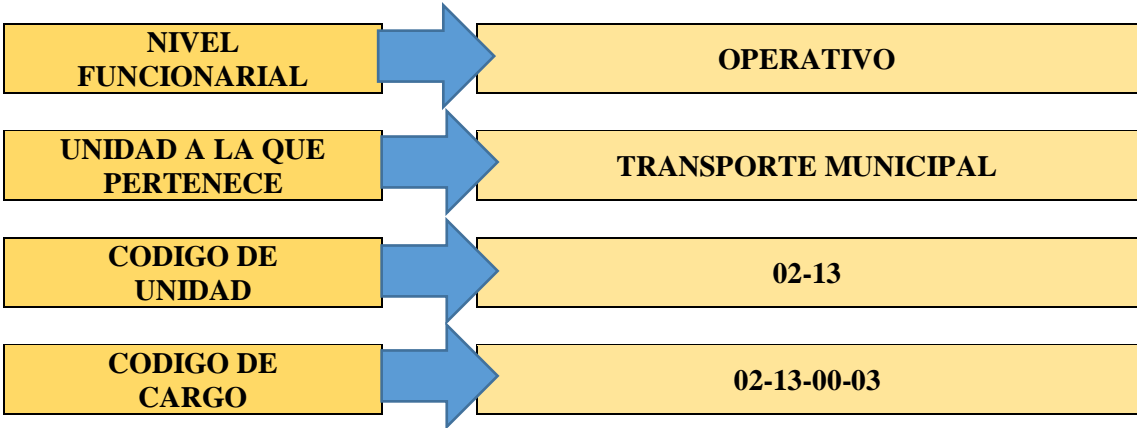 NIVEL
FUNCIONARIAL
OPERATIVO
UNIDAD A LA QUE
PERTENECE
TRANSPORTE MUNICIPAL
CODIGO DE
UNIDAD
02-13
CODIGO DE
CARGO
02-13-00-03